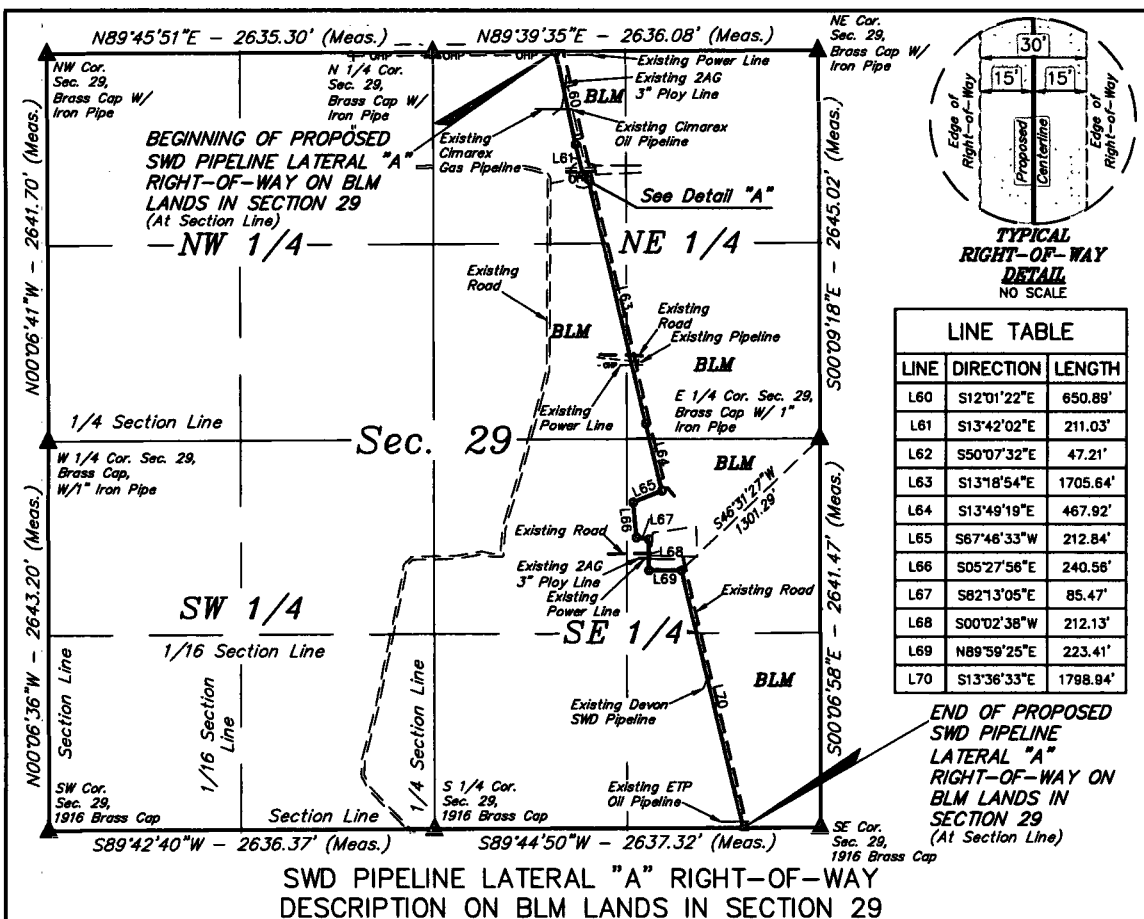 N89°45'51"E - 2635.30' (Meas.)
N89°39'35"E - 2636.08' (Meas.)
NW Cor.
Sec. 29,
Brass Cap W/
Iron Pipe
N 1/4 Cor.
Sec. 29,
Brass Cap W/
Iron Pipe
OHP
OHP
Existing Power Line
Existing 2AG
3" Ploy Line
BLM
NE Cor.
Sec. 29,
Brass Cap W/
Iron Pipe
BEGINNING OF PROPOSED
SWD PIPELINE LATERAL "A"
RIGHT-OF-WAY ON BLM
LANDS IN SECTION 29
(At Section Line)
Existing
Cimarex
Gas Pipeline
L60
Existing Cimarex
Oil Pipeline
L61
OHP
See Detail "A"
N00°06'41"W - 2641.70' (Meas.)
S00°09'18"E - 2645.02' (Meas.)
NW 1/4
NE 1/4
Existing
Road
BLM
L63
Existing
Road
Existing Pipeline
OHP
BLM
Existing
Power Line
E 1/4 Cor. Sec. 29,
Brass Cap W/ 1"
Iron Pipe
1/4 Section Line
Sec. 29
W 1/4 Cor. Sec. 29,
Brass Cap,
W/1" Iron Pipe
L64
BLM
L65
S46°31'27"W
1301.29'
L66
L67
Existing Road
L68
Existing 2AG
3" Ploy Line
L69
Existing
Power Line
Existing Road
N00°06'36"W - 2643.20' (Meas.)
S00°06'58"E - 2641.47' (Meas.)
SW 1/4
SE 1/4
1/16 Section Line
BLM
Section Line
1/16 Section
Line
1/4 Section Line
L70
Existing Devon
SWD Pipeline
Existing ETP
Oil Pipeline
SW Cor.
Sec. 29,
1916 Brass Cap
Section Line
S 1/4 Cor.
Sec. 29,
1916 Brass Cap
SE Cor.
Sec. 29,
1916 Brass Cap
S89°42'40"W - 2636.37' (Meas.)
S89°44'50"W - 2637.32' (Meas.)
END OF PROPOSED
SWD PIPELINE
LATERAL "A"
RIGHT-OF-WAY ON
BLM LANDS IN
SECTION 29
(At Section Line)
30'
15'
15'
Edge of
Right-of-Way
Proposed
Centerline
Edge of
Right-of-Way
TYPICAL
RIGHT-OF-WAY
DETAIL
NO SCALE
LINE TABLE
LINE DIRECTION LENGTH
L60 S12°01'22"E 650.89'
L61 S13°42'02"E 211.03'
L62 S50°07'32"E 47.21'
L63 S13°18'54"E 1705.64'
L64 S13°49'19"E 467.92'
L65 S67°46'33"W 212.84'
L66 S05°27'56"E 240.56'
L67 S82°13'05"E 85.47'
L68 S00°02'38"W 212.13'
L69 N89°59'25"E 223.41'
L70 S13°36'33"E 1798.94'
SWD PIPELINE LATERAL "A" RIGHT-OF-WAY
DESCRIPTION ON BLM LANDS IN SECTION 29